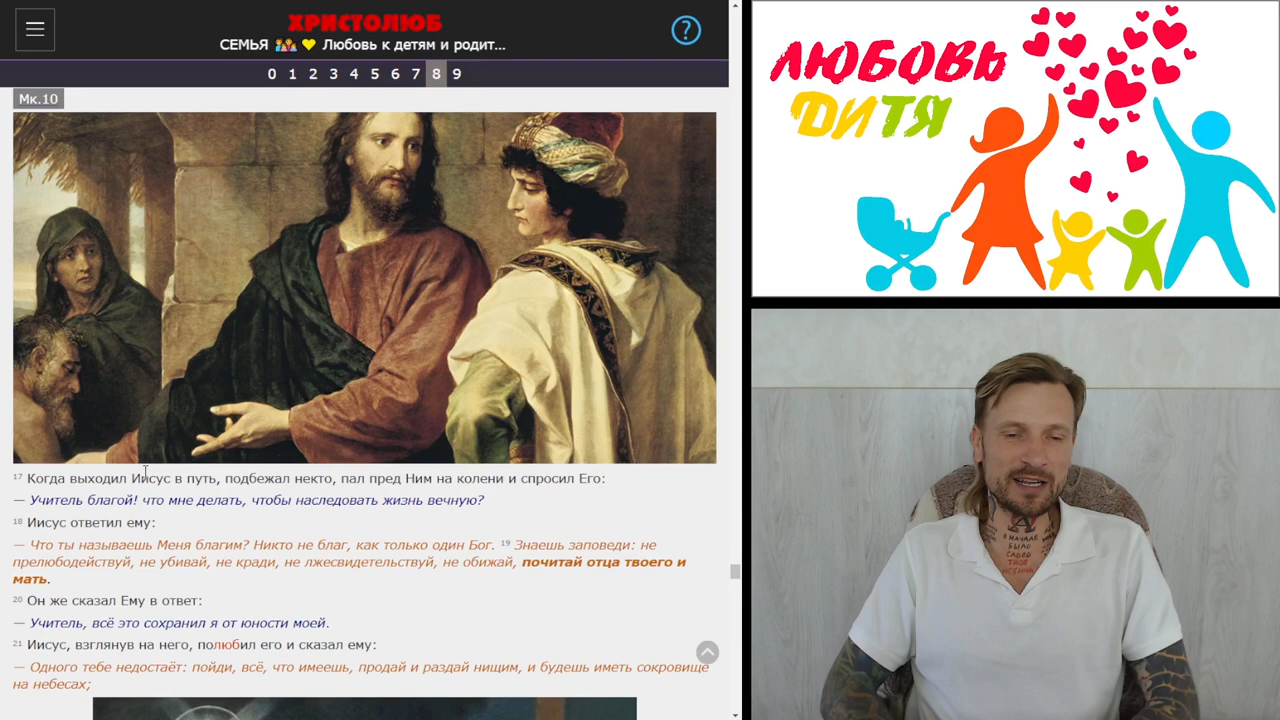 ХРИСТОЛЮБ
СЕМЬЯ 💛 Любовь к детям и родит...
?
0 1 2 3 4 5 6 7 8 9
Мк.10
17 Когда выходил Иисус в путь, подбежал некто, пал пред Ним на колени и спросил Его:
— Учитель благой! что мне делать, чтобы наследовать жизнь вечную?
18 Иисус ответил ему:
— Что ты называешь Меня благим? Никто не благ, как только один Бог. 19 Знаешь заповеди: не
прелюбодействуй, не убивай, не кради, не лжесвидетельствуй, не обижай, почитай отца твоего и
мать.
20 Он же сказал Ему в ответ:
— Учитель, всё это сохранил я от юности моей.
21 Иисус, взглянув на него, полюбил его и сказал ему:
— Одного тебе недостаёт: пойди, всё, что имеешь, продай и раздай нищим, и будешь иметь сокровище
на небесах;
ЛЮБОВЬ
ДИТЯ
В НАЧАЛЕ
БЫЛО
СЛОВО
ТВОЕ
ИСТИНА